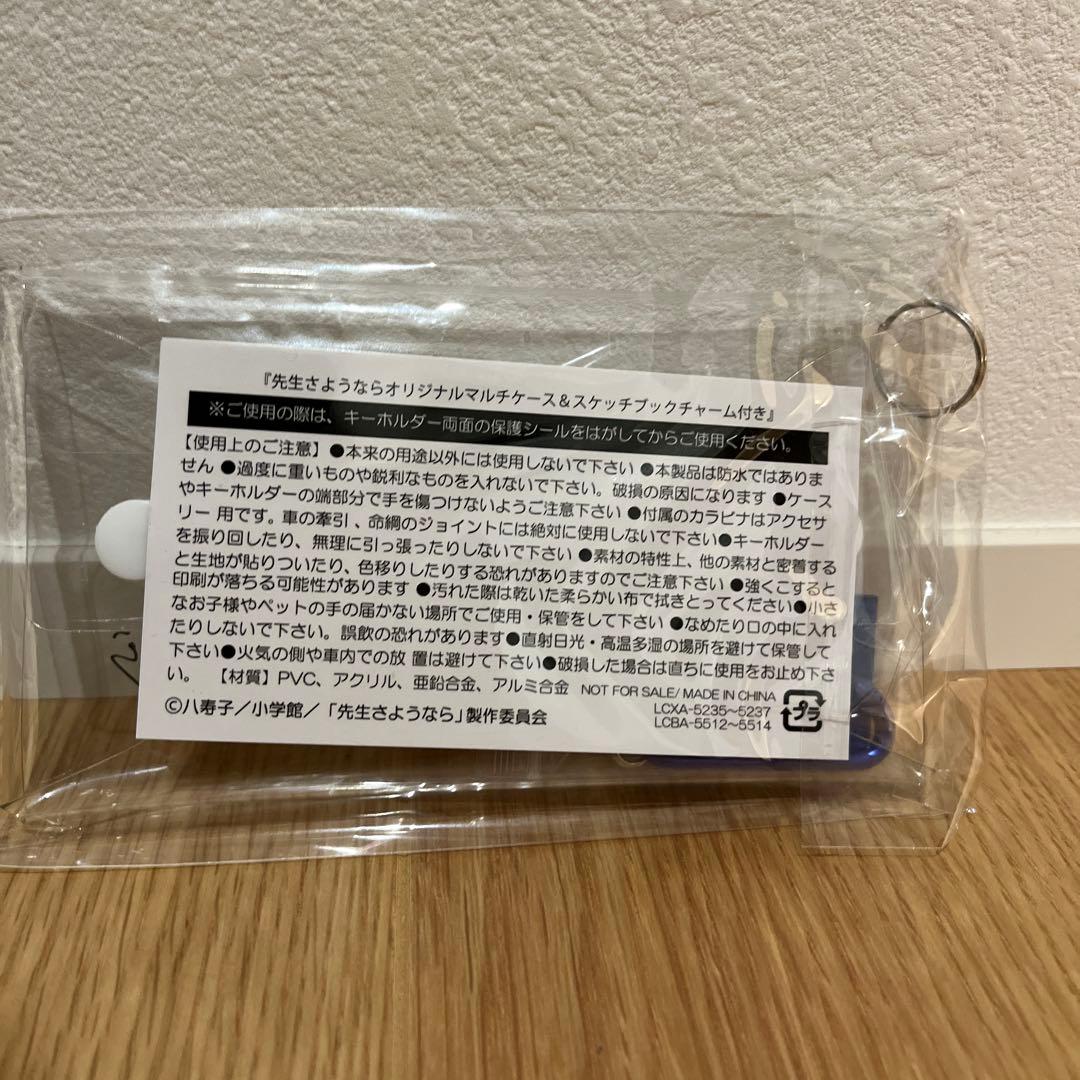 『先生さようならオリジナルマルチケース&スケッチブックチャーム付き』
※ご使用の際は、キーホルダー両面の保護シールをはがしてからご使用ください。
【使用上のご注意】●本来の用途以外には使用しないで下さい ●本製品は防水ではありま
せん ●過度に重いものや鋭利なものを入れないで下さい。破損の原因になります ●ケース
やキーホルダーの端部分で手を傷つけないようご注意下さい ●付属のカラビナはアクセサ
リー 用です。車の牽引 、命綱のジョイントには絶対に使用しないで下さい●キーホルダー
を振り回したり、無理に引っ張ったりしないで下さい ●素材の特性上、他の素材と密着する
と生地が貼りついたり、色移りしたりする恐れがありますのでご注意下さい ●強くこすると
印刷が落ちる可能性があります ●汚れた際は乾いた柔らかい布で拭きとってください●小さ
なお子様やペットの手の届かない場所でご使用・保管をして下さい ●なめたり口の中に入れ
たりしないで下さい。誤飲の恐れがあります●直射日光・高温多湿の場所を避けて保管して
下さい●火気の側や車内での放 置は避けて下さい●破損した場合は直ちに使用をお止め下さ
い。 【材質】PVC、アクリル、亜鉛合金、アルミ合金 NOT FOR SALE/ MADE IN CHINA
©八寿子/小学館/「先生さようなら」製作委員会
LCXA-5235~5237
LCBA-5512~5514
プラ